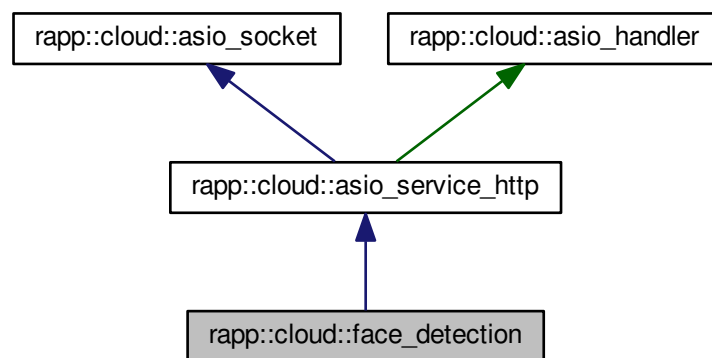 rapp::cloud::asio_socket
rapp::cloud::asio_handler
rapp::cloud::asio_service_http
rapp::cloud::face_detection